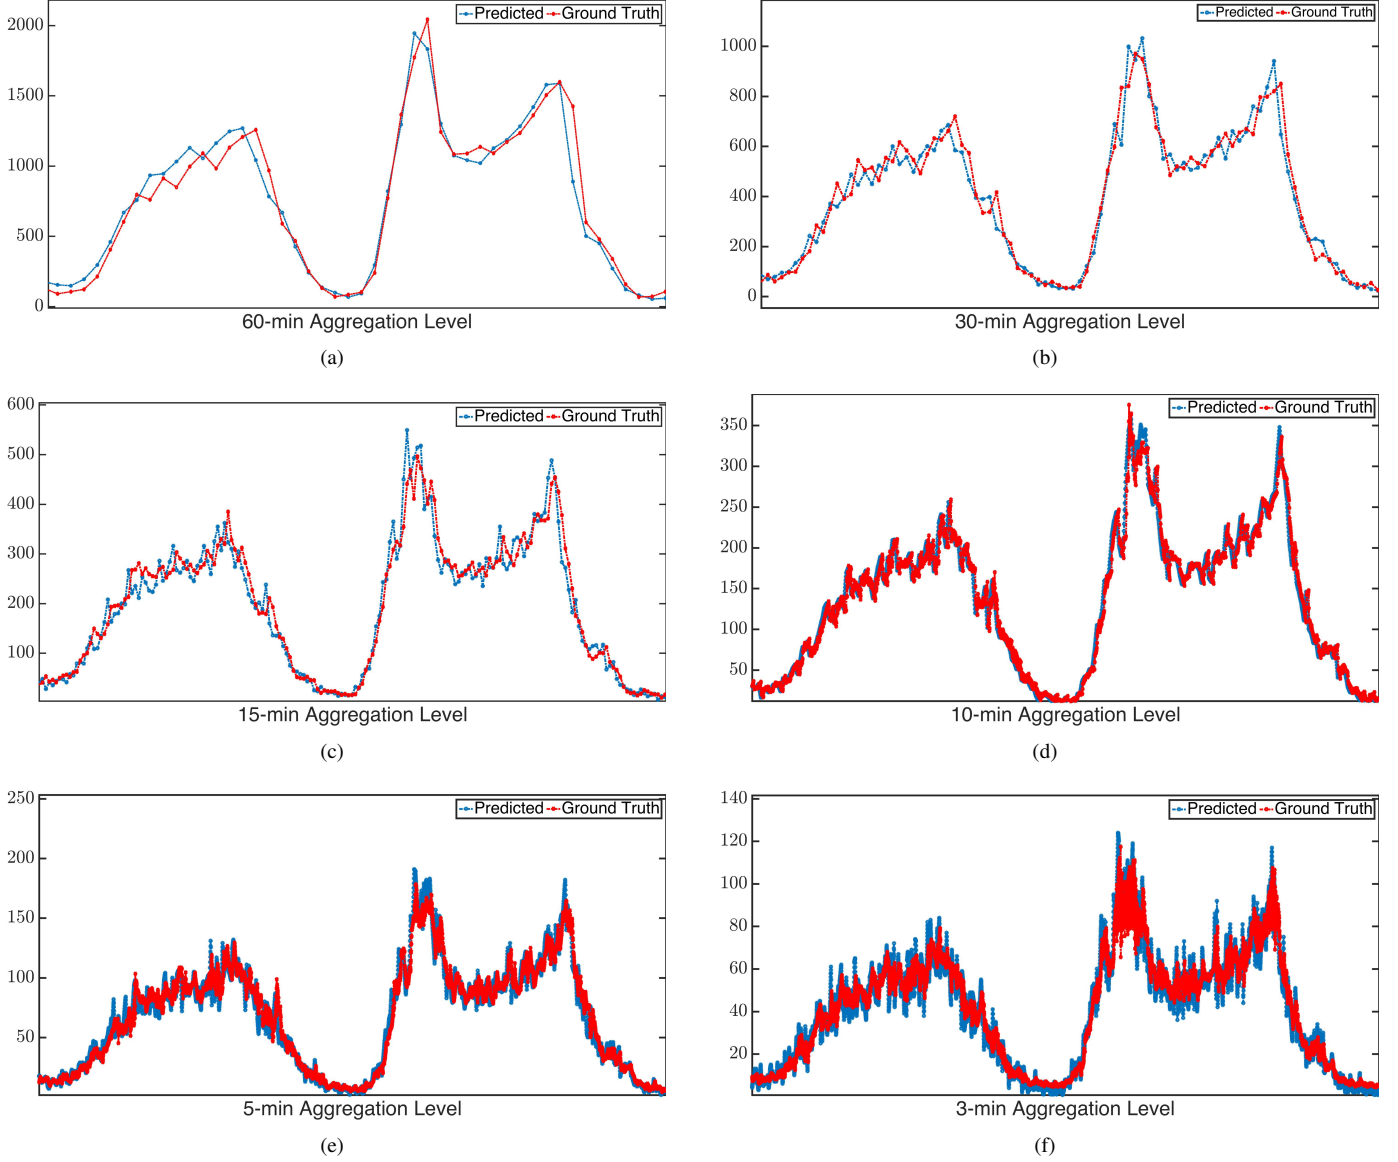 Predicted Ground Truth
2000
1500
1000
500
0
60-min Aggregation Level
(a)
Predicted Ground Truth
1000
800
600
400
200
0
30-min Aggregation Level
(b)
600
Predicted Ground Truth
500
400
300
200
100
15-min Aggregation Level
(c)
Predicted Ground Truth
350
300
250
200
150
100
50
10-min Aggregation Level
(d)
250
Predicted Ground Truth
200
150
100
50
5-min Aggregation Level
(e)
140
Predicted Ground Truth
120
100
80
60
40
20
3-min Aggregation Level
(f)